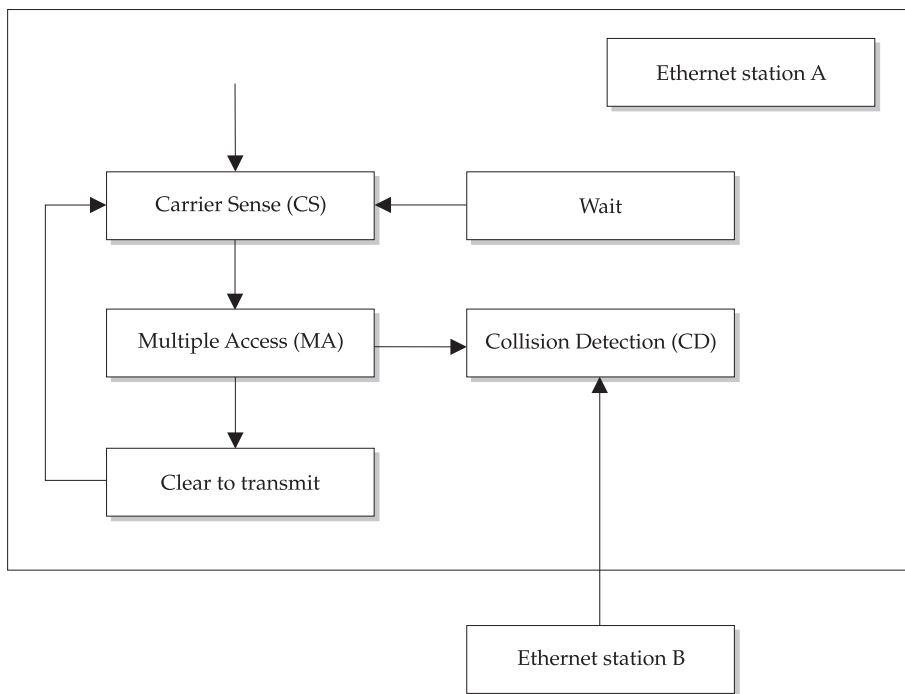 Ethernet station A
Carrier Sense (CS)
Wait
Multiple Access (MA)
Collision Detection (CD)
Clear to transmit
Ethernet station B